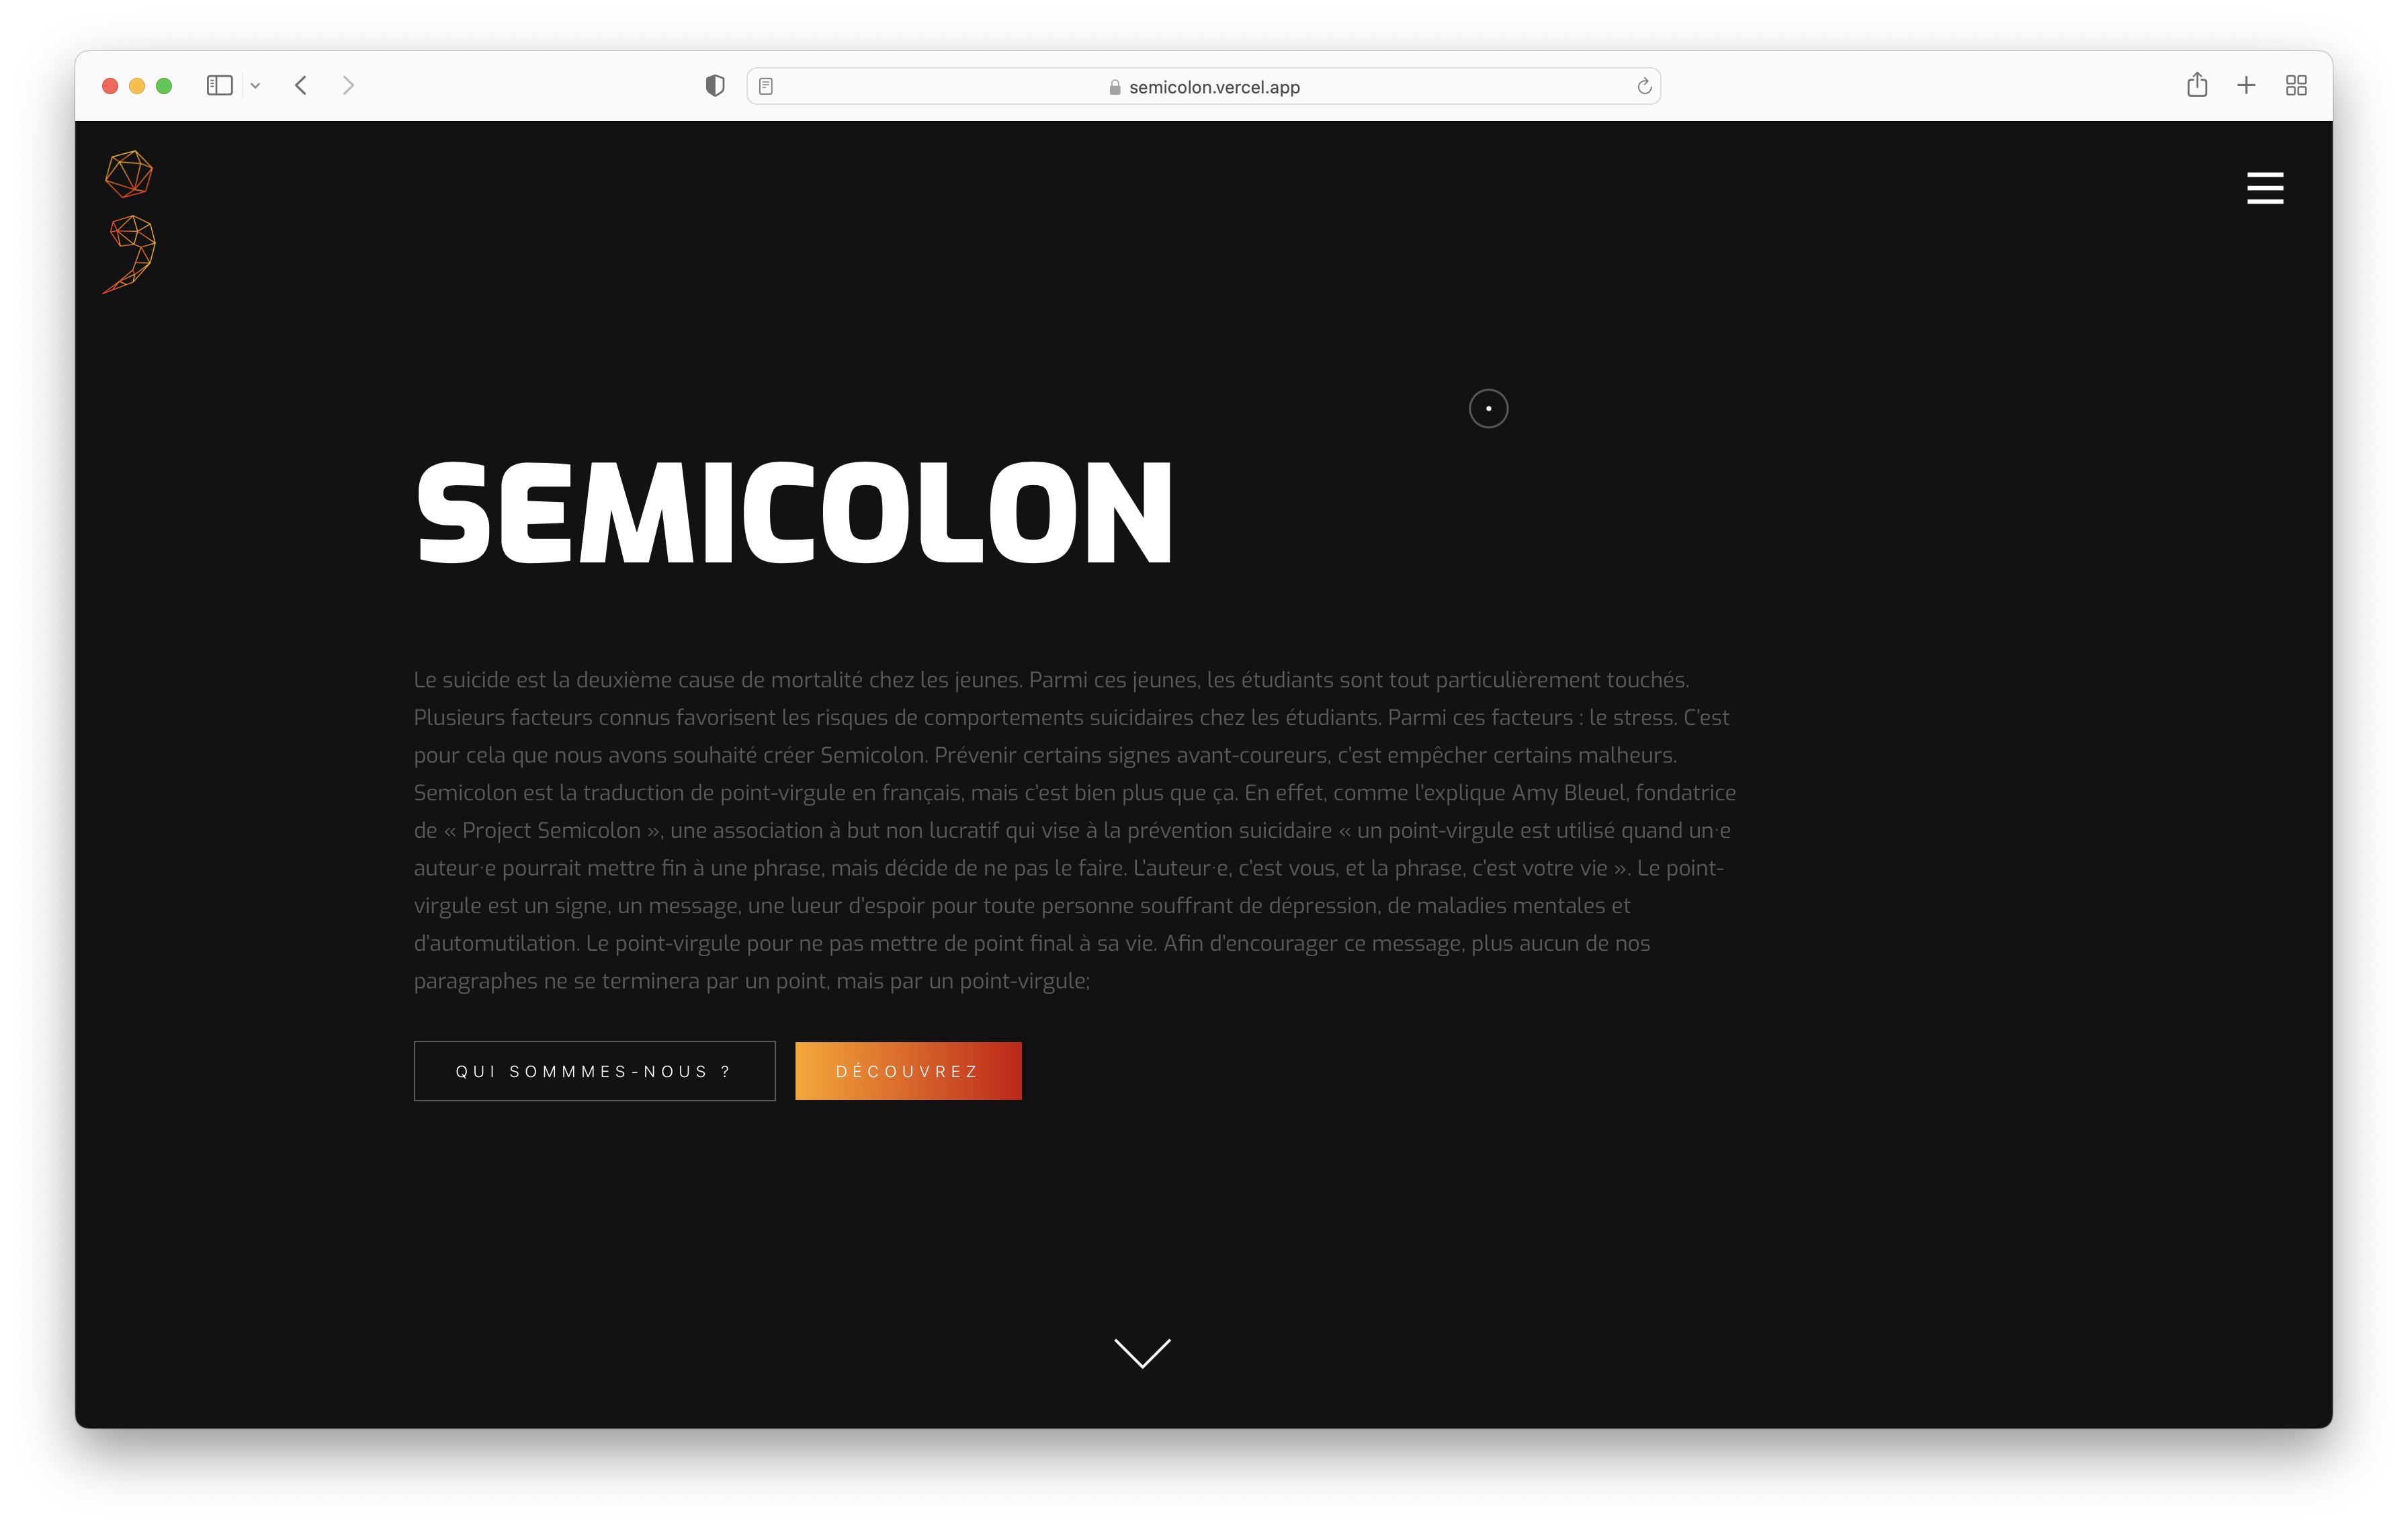 semicolon.vercel.app
SEMICOLON
Le suicide est la deuxième cause de mortalité chez les jeunes. Parmi ces jeunes, les étudiants sont tout particulièrement touchés.
Plusieurs facteurs connus favorisent les risques de comportements suicidaires chez les étudiants. Parmi ces facteurs : le stress. C'est
pour cela que nous avons souhaité créer Semicolon. Prévenir certains signes avant-coureurs, c'est empêcher certains malheurs.
Semicolon est la traduction de point-virgule en français, mais c'est bien plus que ça. En effet, comme l'explique Amy Bleuel, fondatrice
de « Project Semicolon », une association à but non lucratif qui vise à la prévention suicidaire « un point-virgule est utilisé quand un·e
auteur·e pourrait mettre fin à une phrase, mais décide de ne pas le faire. L'auteur·e, c'est vous, et la phrase, c'est votre vie ». Le point-
virgule est un signe, un message, une lueur d'espoir pour toute personne souffrant de dépression, de maladies mentales et
d'automutilation. Le point-virgule pour ne pas mettre de point final à sa vie. Afin d'encourager ce message, plus aucun de nos
paragraphes ne se terminera par un point, mais par un point-virgule;
QUI SOMMMES-NOUS ?
DÉCOUVREZ